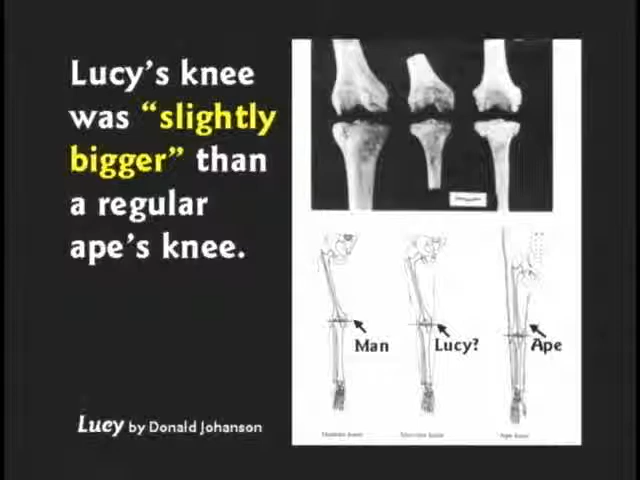 Lucy's knee
was “slightly
bigger” than
a regular
ape's knee.
Man
Lucy?
Ape
Lucy by Donald Johanson